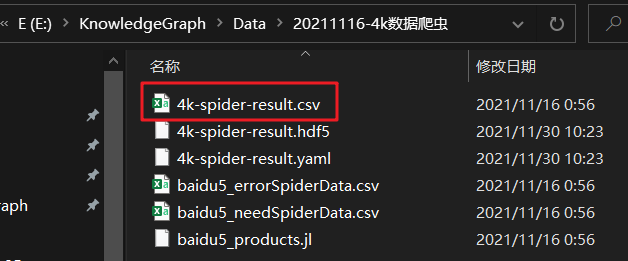 « E (E:) › KnowledgeGraph › Data › 20211116-4k数据爬虫
名称 修改日期
4k-spider-result.csv 2021/11/16 0:56
4k-spider-result.hdf5 2021/11/30 10:23
4k-spider-result.yaml 2021/11/30 10:23
baidu5_errorSpiderData.csv 2021/11/16 0:56
baidu5_needSpiderData.csv 2021/11/16 0:56
raph baidu5_products.jl 2021/11/16 0:56